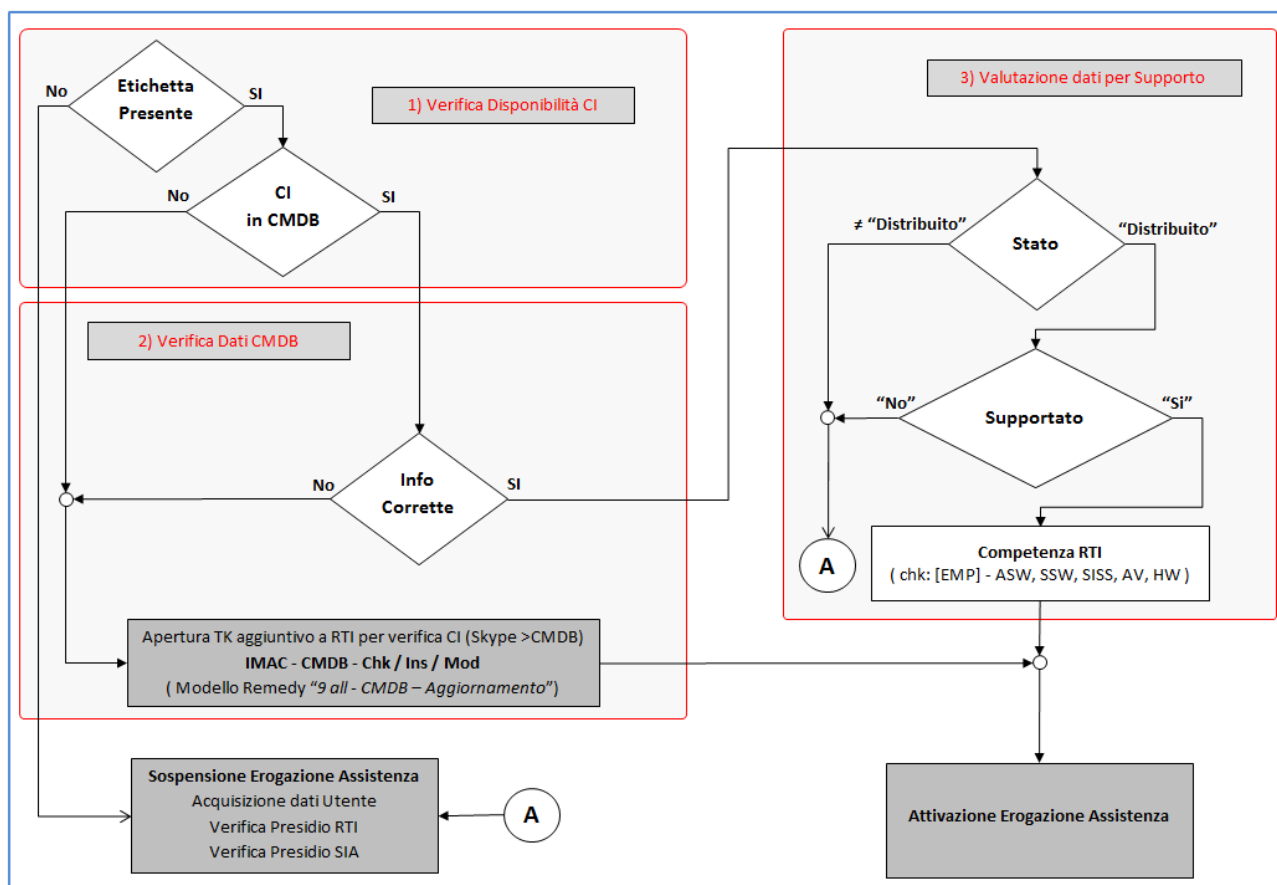 Etichetta
Presente
No
SI
1) Verifica Disponibilità CI
CI
in CMDB
No
SI
2) Verifica Dati CMDB
Info
Corrette
No
SI
Apertura TK aggiuntivo a RTI per verifica CI (Skype >CMDB)
IMAC - CMDB - Chk / Ins / Mod
( Modello Remedy “9 all - CMDB – Aggiornamento”)
3) Valutazione dati per Supporto
≠ “Distribuito”
“Distribuito”
Stato
“No”
“Si”
Supportato
A
Competenza RTI
( chk: [EMP] - ASW, SSW, SISS, AV, HW )
Sospensione Erogazione Assistenza
Acquisizione dati Utente
Verifica Presidio RTI
Verifica Presidio SIA
A
Attivazione Erogazione Assistenza